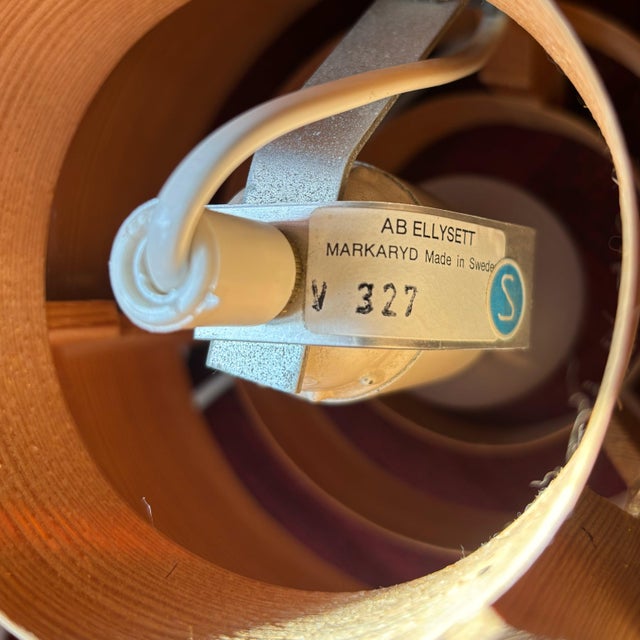 AB ELLYSETT
MARKARYD Made in Swede
V 327
S